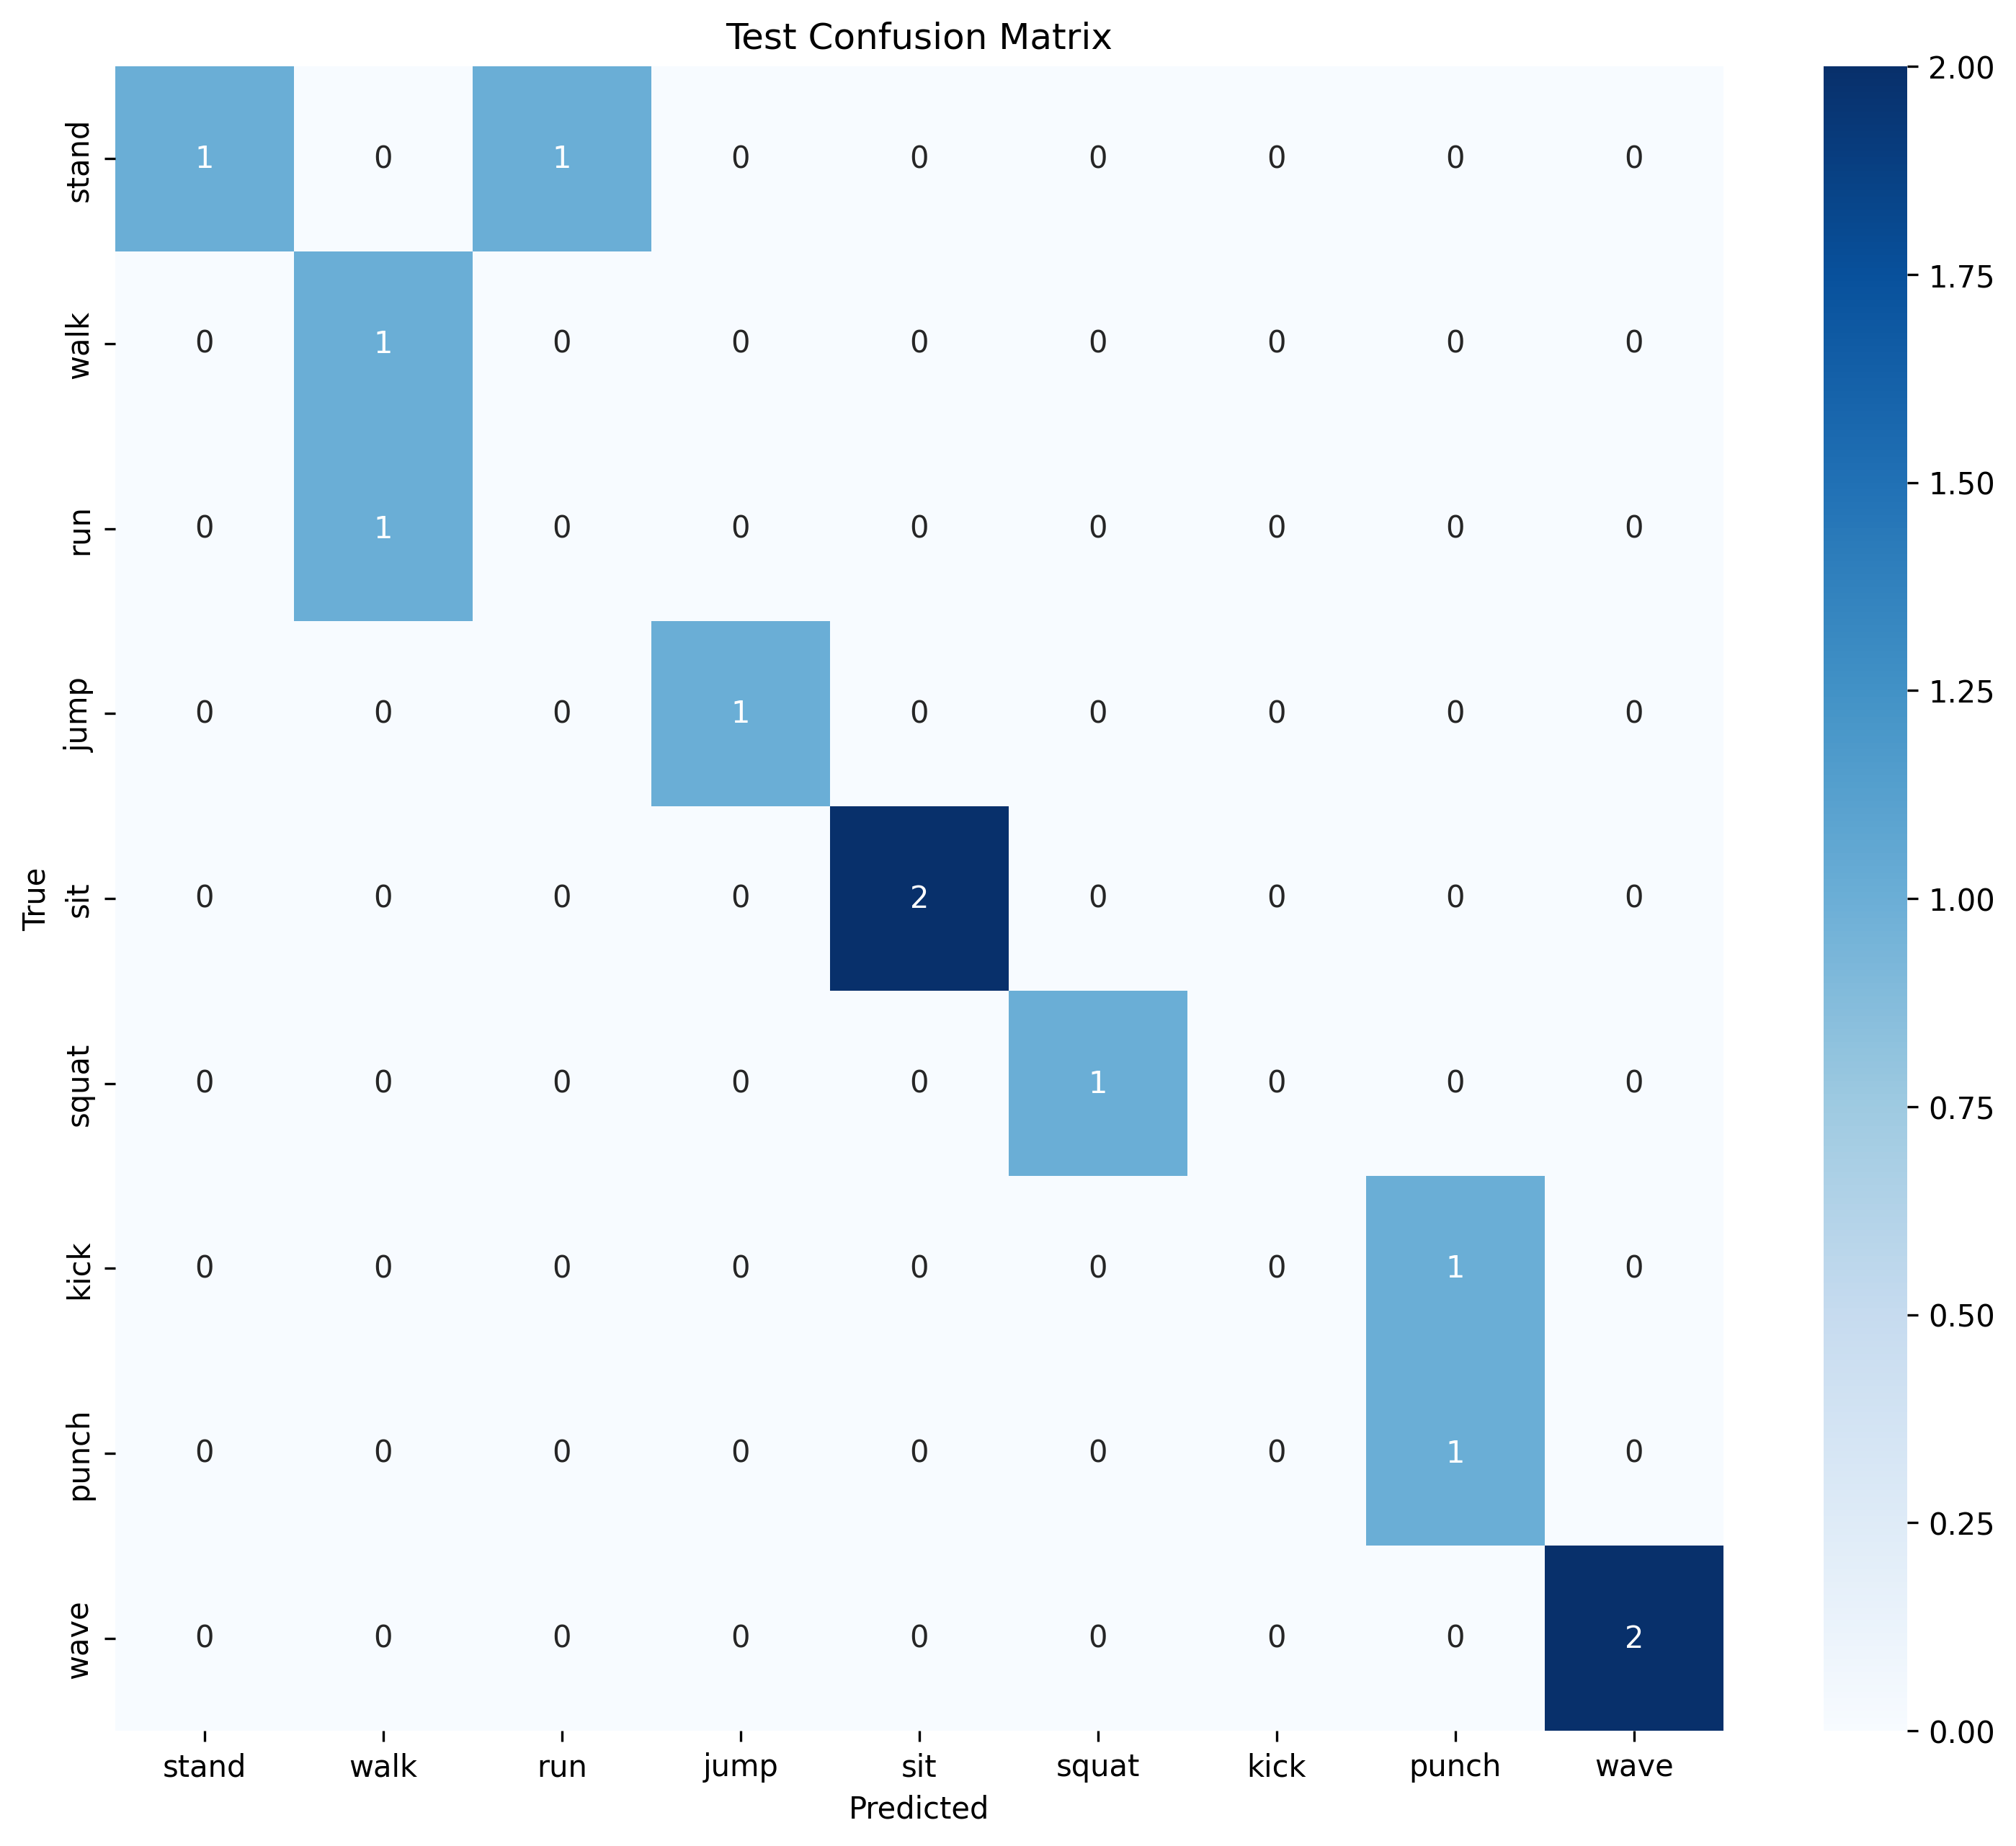 Test Confusion Matrix
stand 1 0 1 0 0 0 0 0 0
walk 0 1 0 0 0 0 0 0 0
run 0 1 0 0 0 0 0 0 0
jump 0 0 0 1 0 0 0 0 0
sit 0 0 0 0 2 0 0 0 0
squat 0 0 0 0 0 1 0 0 0
kick 0 0 0 0 0 0 0 1 0
punch 0 0 0 0 0 0 0 1 0
wave 0 0 0 0 0 0 0 0 2
stand walk run jump sit squat kick punch wave
Predicted
True
2.00
1.75
1.50
1.25
1.00
0.75
0.50
0.25
0.00